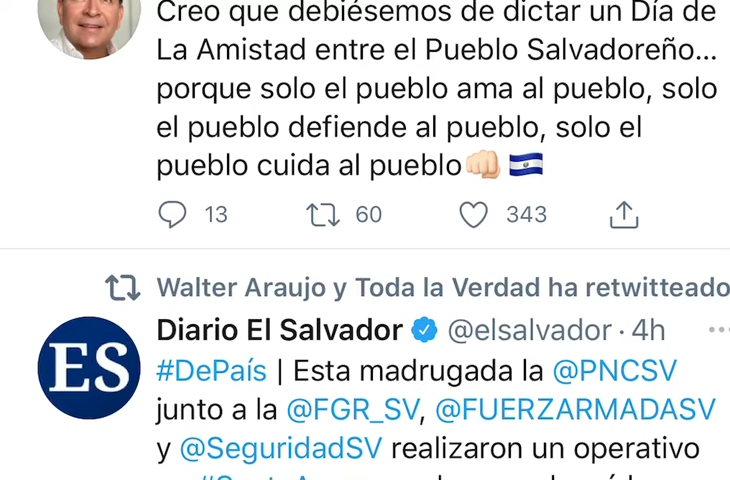 Creo que debiésemos de dictar un Día de
La Amistad entre el Pueblo Salvadoreño...
porque solo el pueblo ama al pueblo, solo
el pueblo defiende al pueblo, solo el
pueblo cuida al pueblo👊🏻🇸🇻
13 60 343
Walter Araujo y Toda la Verdad ha retwitteado
ES
Diario El Salvador @elsalvador · 4h
#DePaís | Esta madrugada la @PNCSV
junto a la @FGR_SV, @FUERZARMADASV
y @SeguridadSV realizaron un operativo